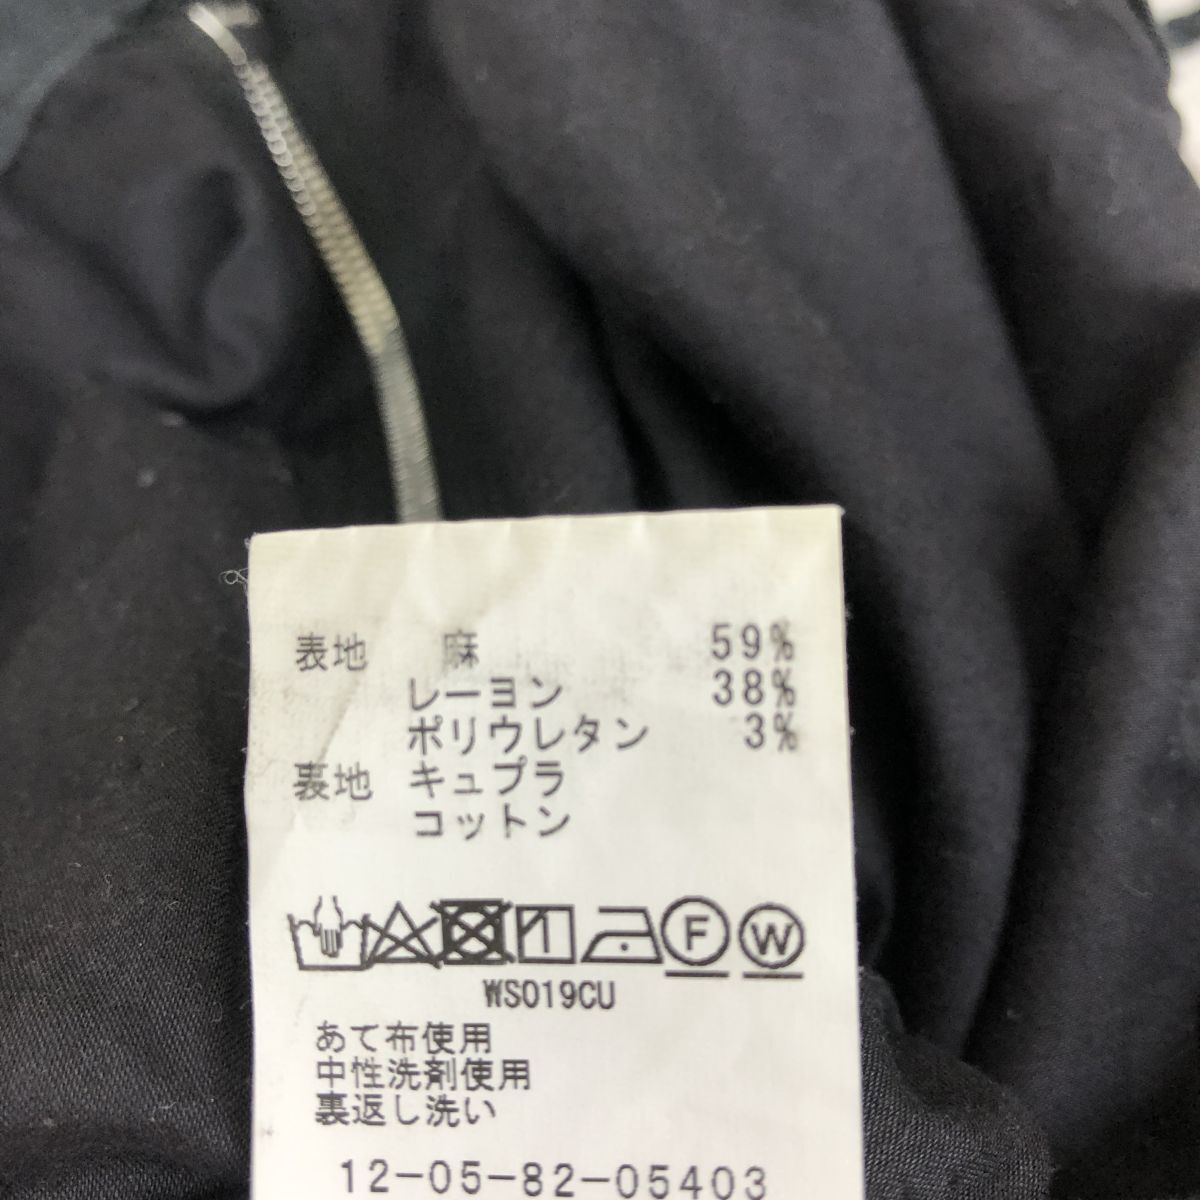 表地 麻 59%
レーヨン 38%
ポリウレタン 3%
裏地 キュプラ
コットン
F W
WS019CU
あて布使用
中性洗剤使用
裏返し洗い
12-05-82-05403